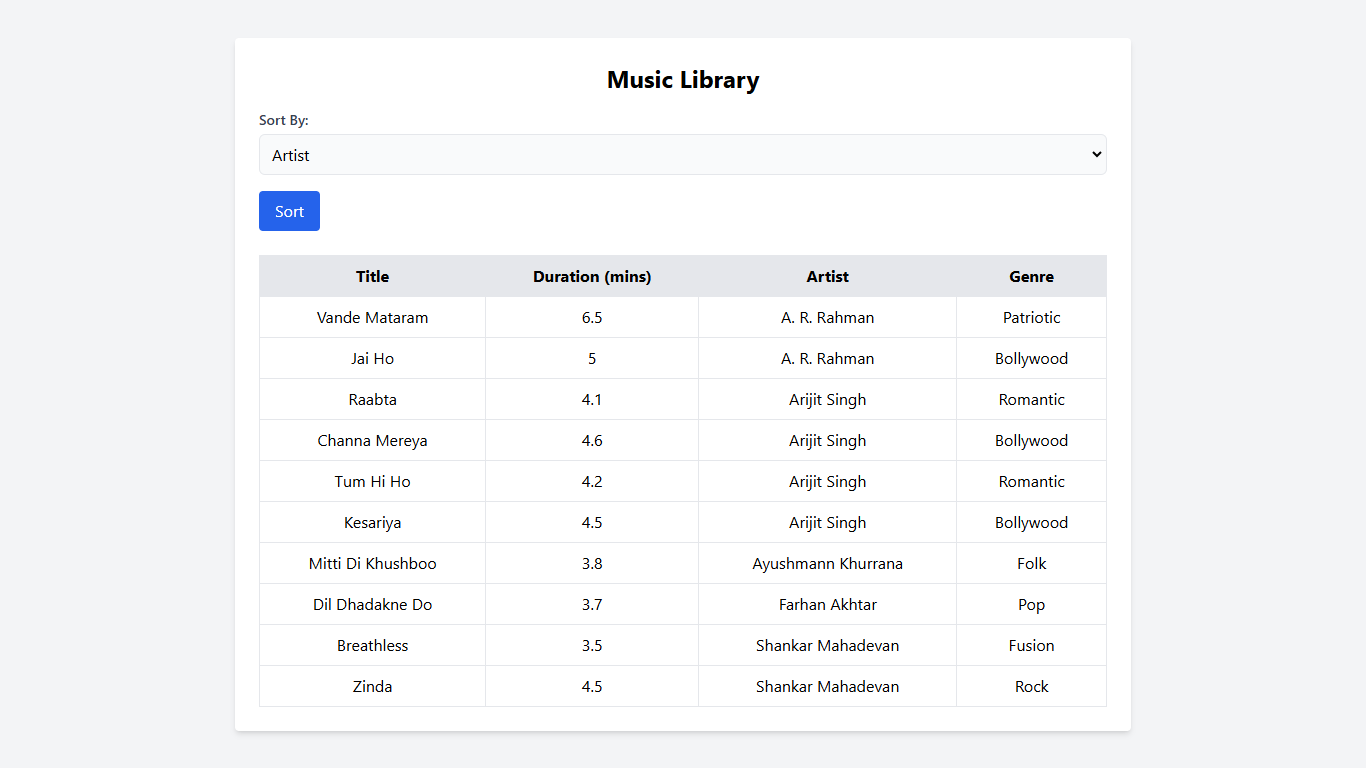 Music Library
Sort By:
Artist
Sort
Title Duration (mins) Artist Genre
Vande Mataram 6.5 A. R. Rahman Patriotic
Jai Ho 5 A. R. Rahman Bollywood
Raabta 4.1 Arijit Singh Romantic
Channa Mereya 4.6 Arijit Singh Bollywood
Tum Hi Ho 4.2 Arijit Singh Romantic
Kesariya 4.5 Arijit Singh Bollywood
Mitti Di Khushboo 3.8 Ayushmann Khurrana Folk
Dil Dhadakne Do 3.7 Farhan Akhtar Pop
Breathless 3.5 Shankar Mahadevan Fusion
Zinda 4.5 Shankar Mahadevan Rock